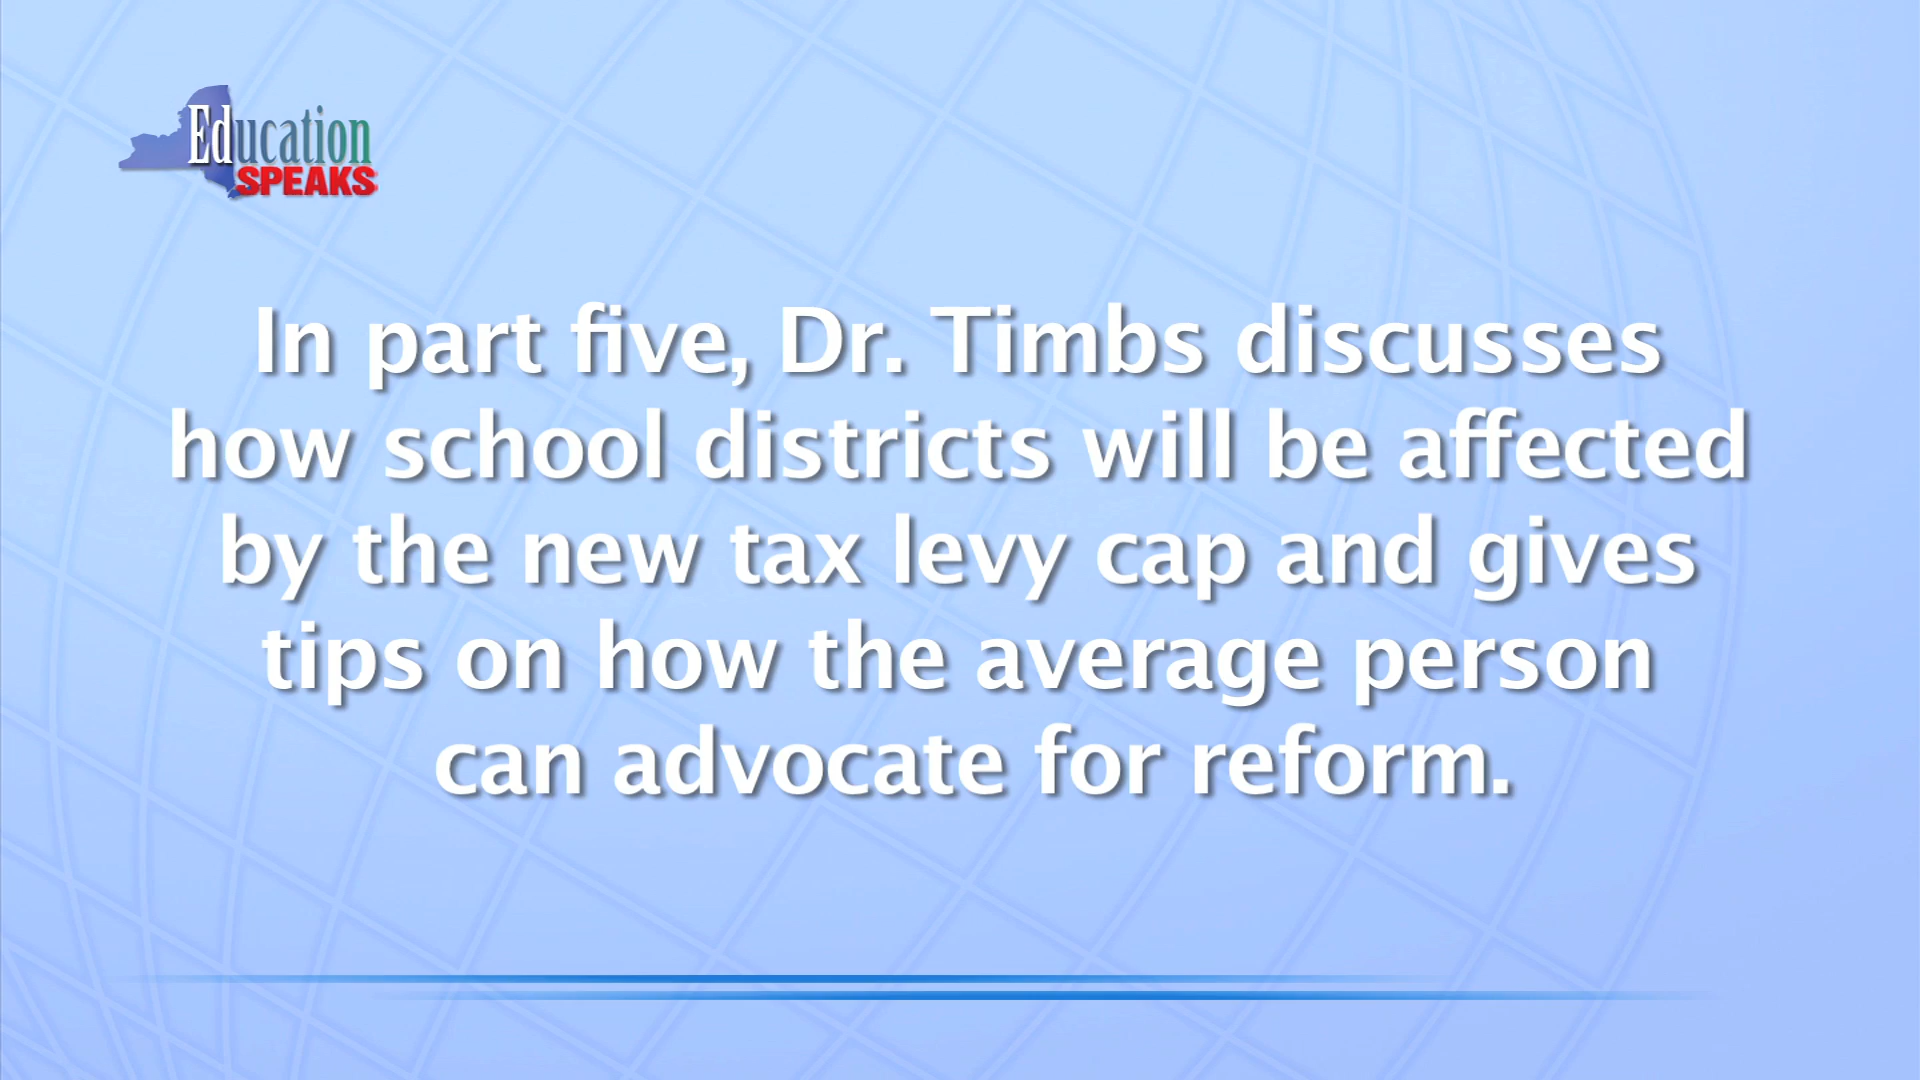 Education
SPEAKS
In part five, Dr. Timbs discusses
how school districts will be affected
by the new tax levy cap and gives
tips on how the average person
can advocate for reform.